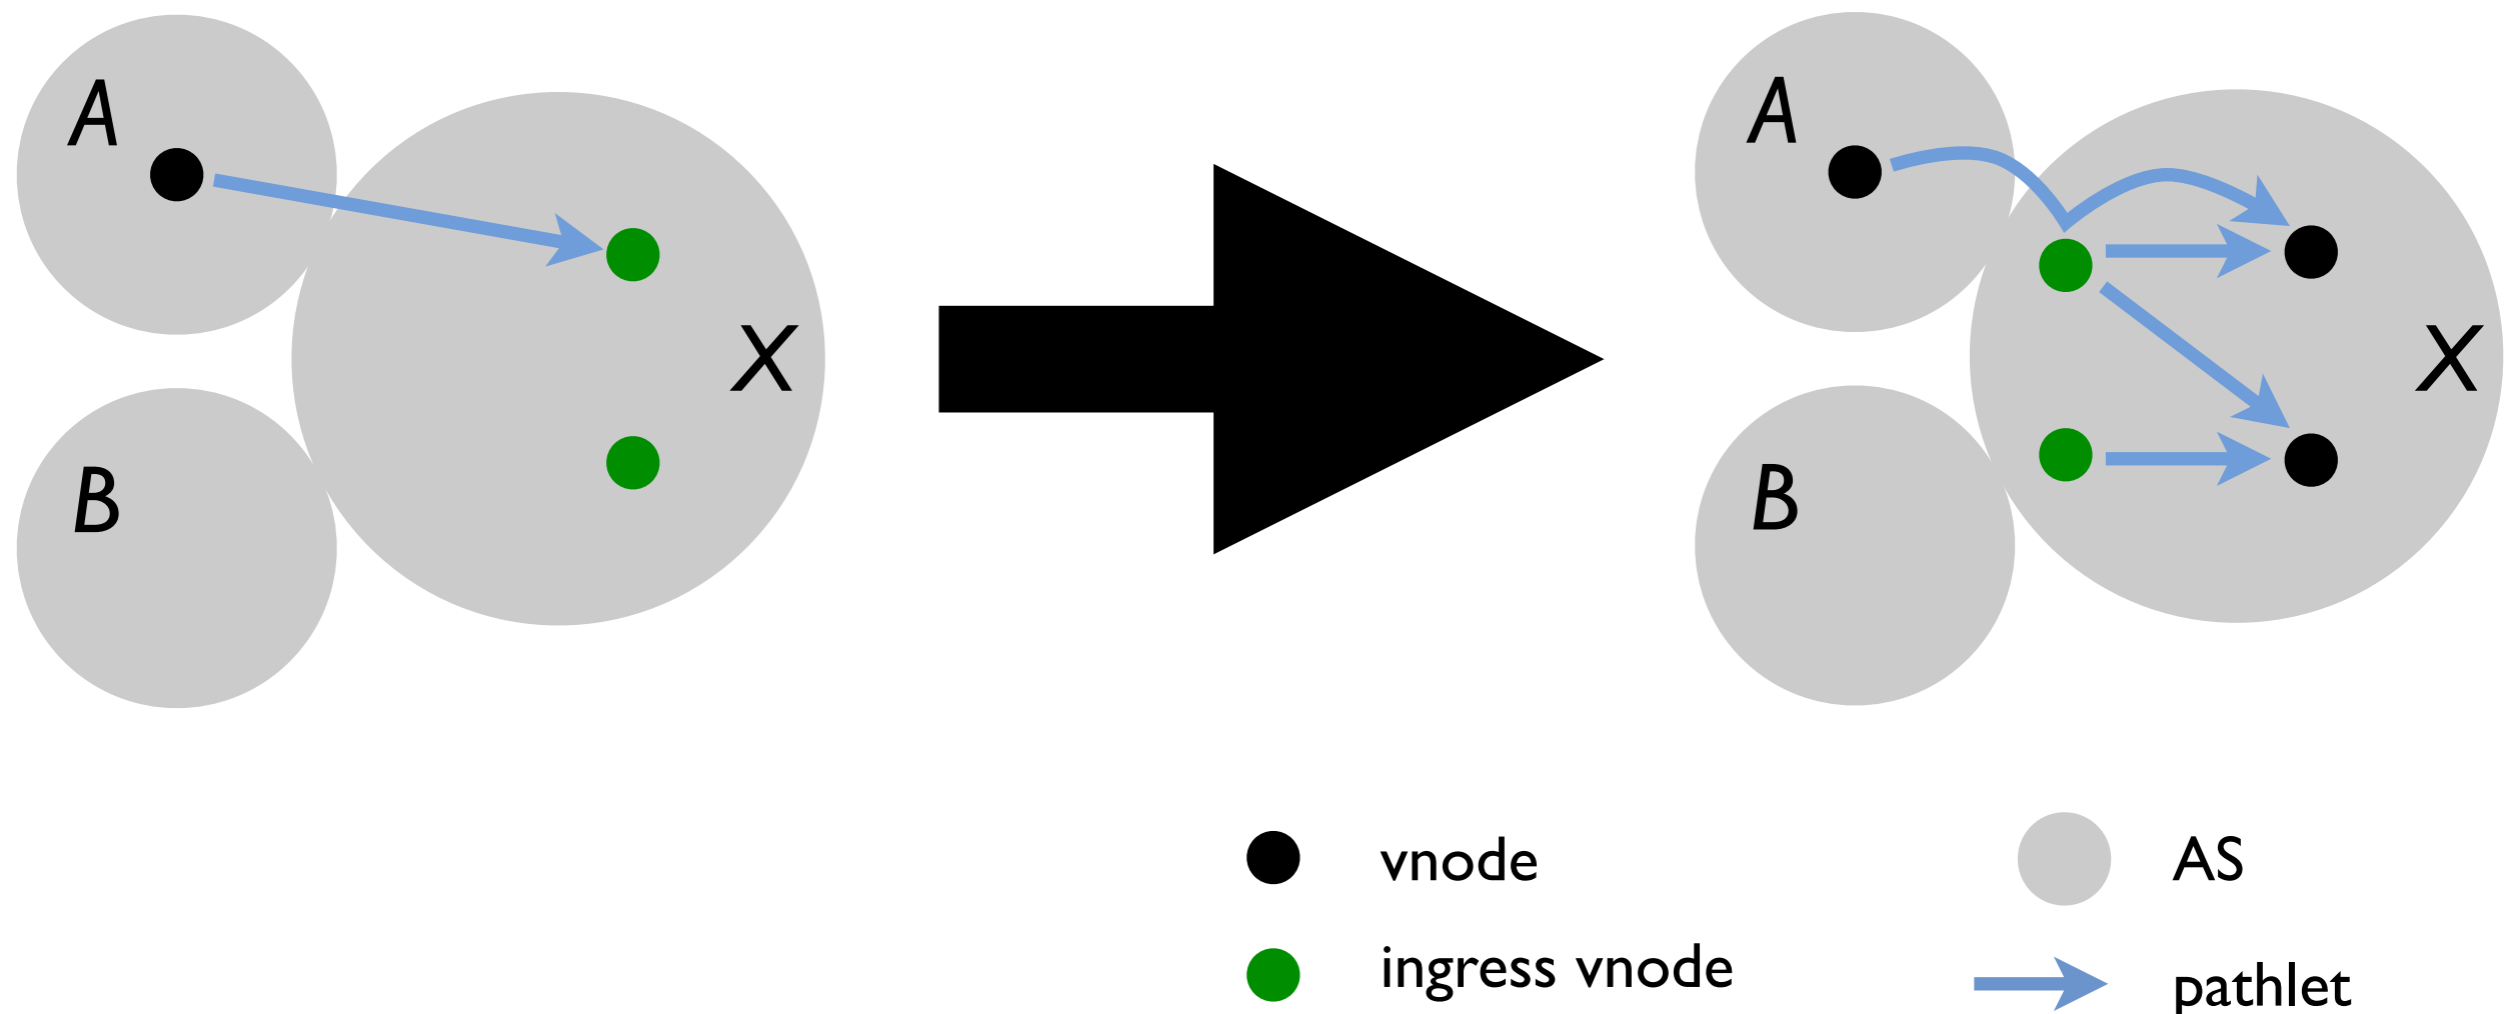 A
X
B
A
X
B
vnode
AS
ingress vnode
pathlet